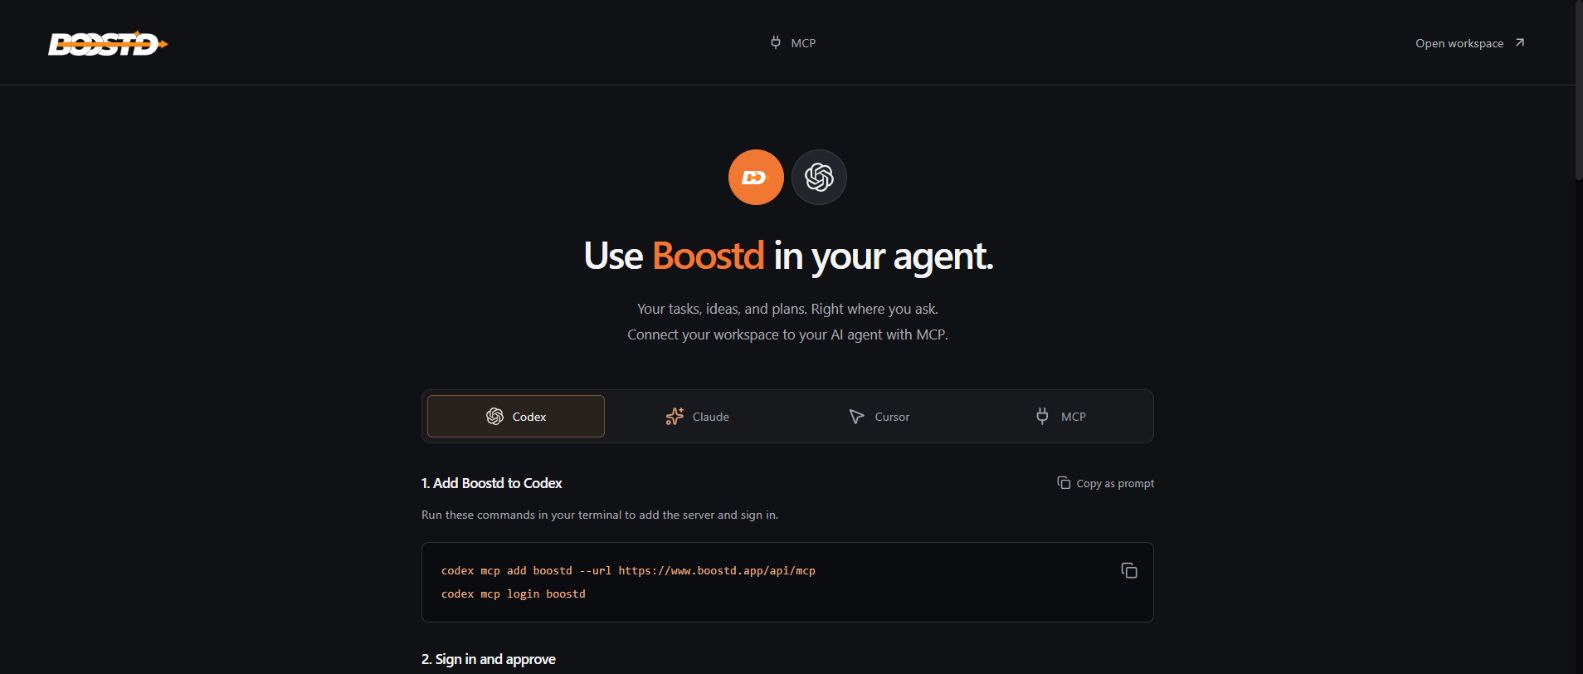 BOOSTD
MCP
Open workspace
Use Boostd in your agent.
Your tasks, ideas, and plans. Right where you ask.
Connect your workspace to your AI agent with MCP.
Codex
Claude
Cursor
MCP
1. Add Boostd to Codex
Copy as prompt
Run these commands in your terminal to add the server and sign in.
codex mcp add boostd --url https://www.boostd.app/api/mcp
codex mcp login boostd
2. Sign in and approve